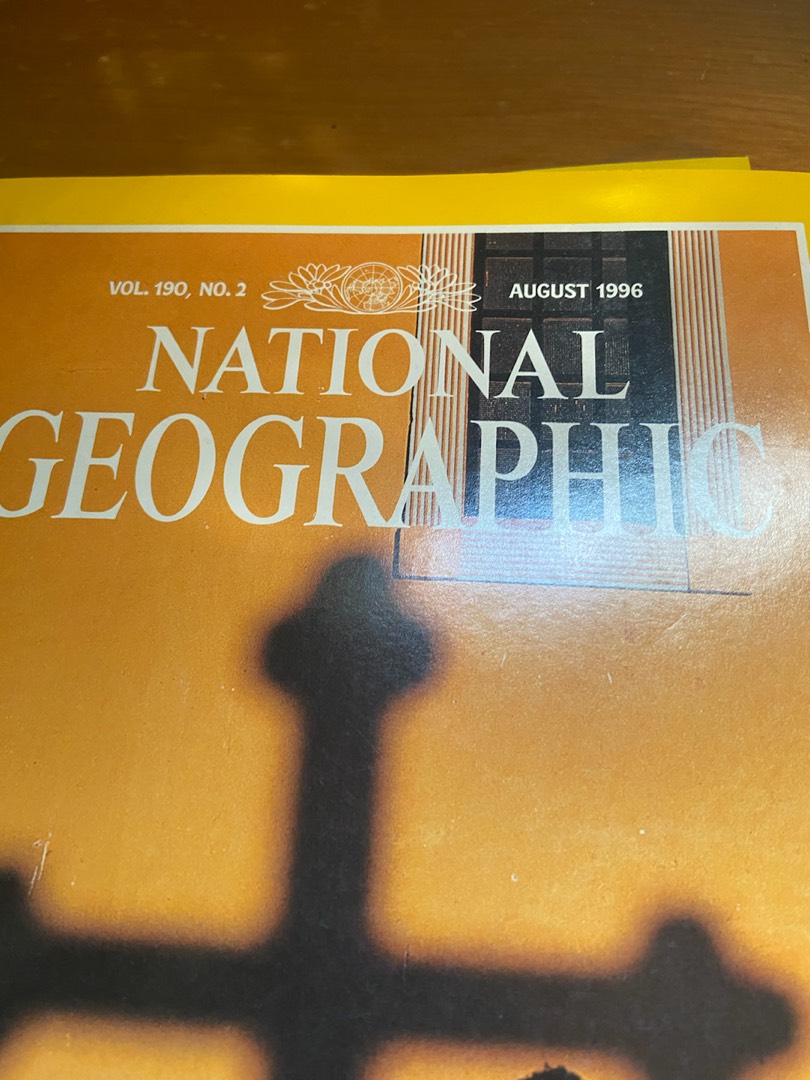 VOL. 190, NO. 2
AUGUST 1996
NATIONAL
GEOGRAPHIC